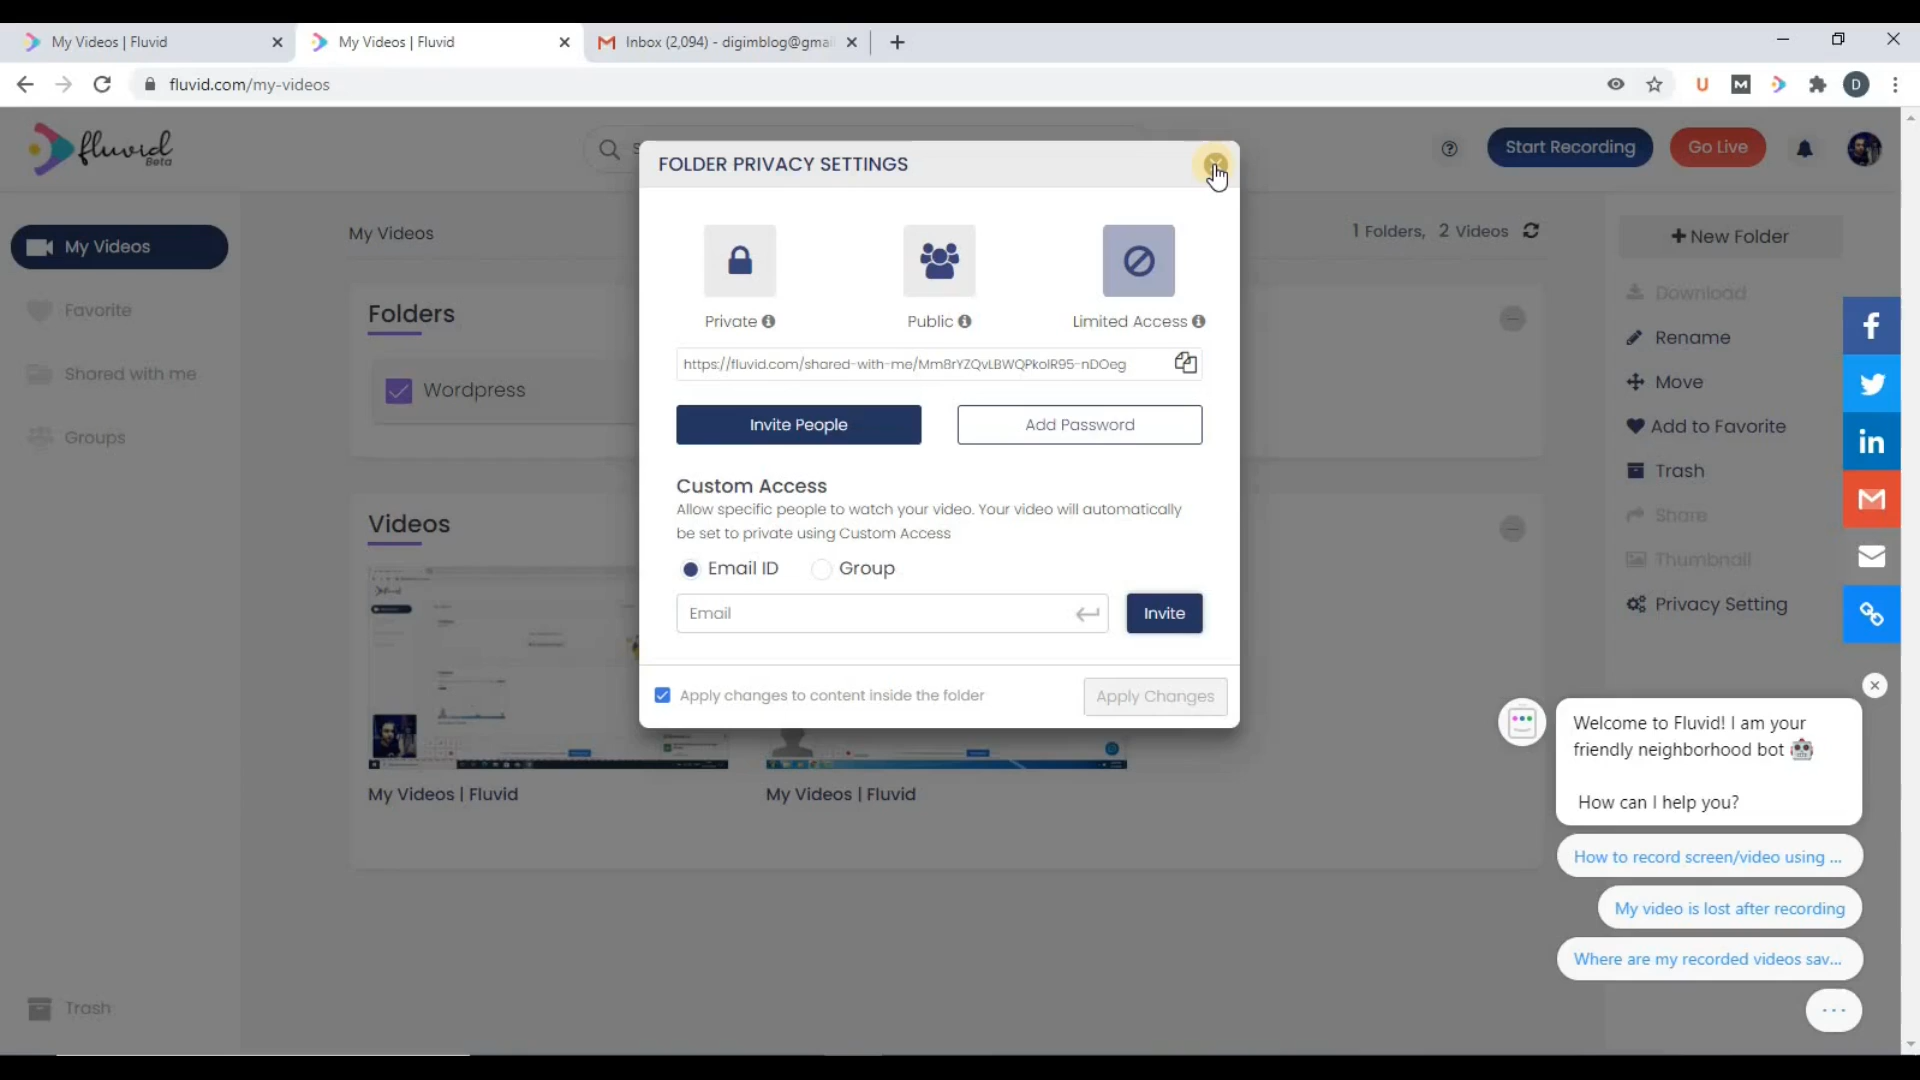 My Videos | Fluvid
My Videos | Fluvid
Inbox (2,094) - digimblog@gmai
fluvid.com/my-videos
U
M
D
fluvid
Beta
S
Start Recording
Go Live
FOLDER PRIVACY SETTINGS
My Videos
Favorite
Shared with me
Groups
Trash
My Videos
1 Folders, 2 Videos
Folders
Wordpress
Videos
My Videos | Fluvid
My Videos | Fluvid
Private
Public
Limited Access
https://fluvid.com/shared-with-me/Mm8rYZQvLBWQPkolR95-nDOeg
Invite People
Add Password
Custom Access
Allow specific people to watch your video. Your video will automatically
be set to private using Custom Access
Email ID
Group
Email
Invite
Apply changes to content inside the folder
Apply Changes
New Folder
Download
Rename
Move
Add to Favorite
Trash
Share
Thumbnail
Privacy Setting
Welcome to Fluvid! I am your
friendly neighborhood bot
How can I help you?
How to record screen/video using ...
My video is lost after recording
Where are my recorded videos sav...